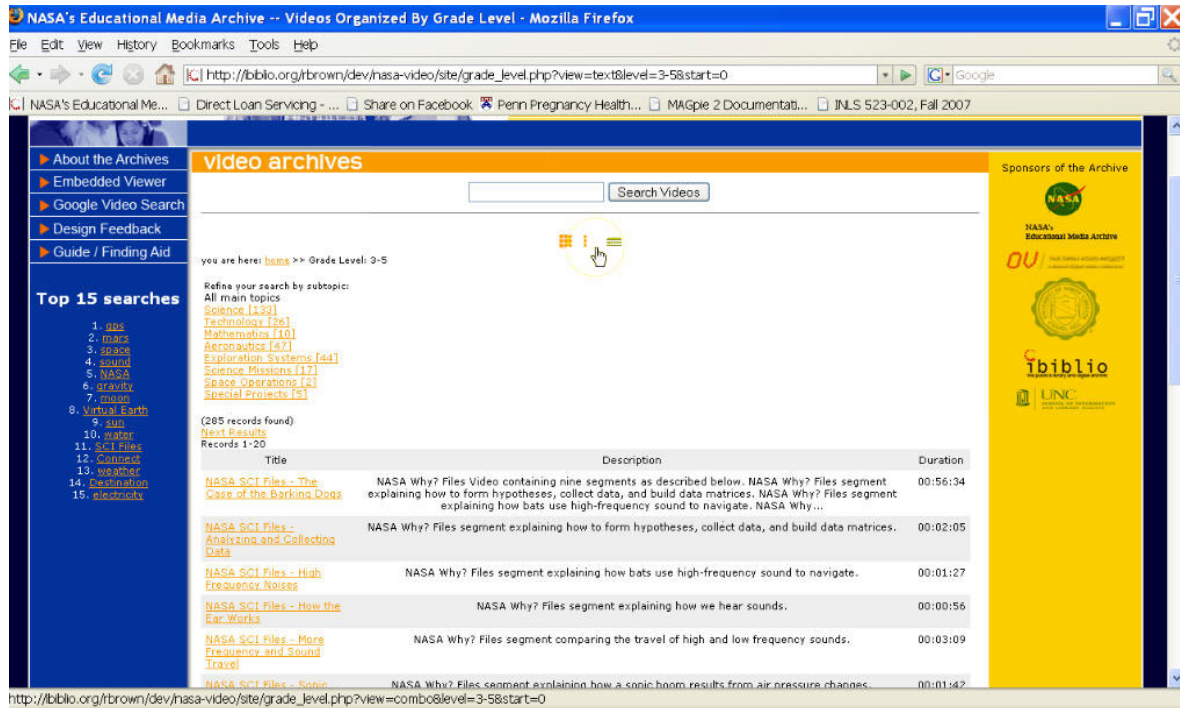 NASA's Educational Media Archive -- Videos Organized By Grade Level - Mozilla Firefox
File Edit View History Bookmarks Tools Help
http://ibiblio.org/rbrown/dev/nasa-video/site/grade_level.php?view=text&level=3-5&start=0
Google
NASA's Educational Me...
Direct Loan Servicing - ...
Share on Facebook
Penn Pregnancy Health...
MAGpie 2 Documentati...
INLS 523-002, Fall 2007
About the Archives
Embedded Viewer
Google Video Search
Design Feedback
Guide / Finding Aid
Top 15 searches
1. gps
2. mars
3. space
4. sound
5. NASA
6. gravity
7. moon
8. Virtual Earth
9. sun
10. water
11. SCI Files
12. Connect
13. weather
14. Destination
15. electricity
video archives
Search Videos
you are here: home >> Grade Level: 3-5
Refine your search by subtopic:
All main topics
Science [133]
Technology [26]
Mathematics [10]
Aeronautics [47]
Exploration Systems [44]
Science Missions [17]
Space Operations [2]
Special Projects [5]
(285 records found)
Next Results
Records 1-20
Title Description Duration
NASA SCI Files - The Case of the Barking Dogs
NASA Why? Files Video containing nine segments as described below. NASA Why? Files segment
explaining how to form hypotheses, collect data, and build data matrices. NASA Why? Files segment
explaining how bats use high-frequency sound to navigate. NASA Why...
00:56:34
NASA SCI Files -
Analyzing and Collecting
Data
NASA Why? Files segment explaining how to form hypotheses, collect data, and build data matrices.
00:02:05
NASA SCI Files - High
Frequency Noises
NASA Why? Files segment explaining how bats use high-frequency sound to navigate.
00:01:27
NASA SCI Files - How the
Ear Works
NASA Why? Files segment explaining how we hear sounds.
00:00:56
NASA SCI Files - More
Frequency and Sound
Travel
NASA Why? Files segment comparing the travel of high and low frequency sounds.
00:03:09
NASA SCI Files - Sonic
NASA Why? Files segment explaining how a sonic boom results from air pressure changes.
00:01:42
Sponsors of the Archive
NASA
NASA's
Educational Media Archive
OV
ibiblio
UNC
http://ibiblio.org/rbrown/dev/nasa-video/site/grade_level.php?view=combo&level=3-5&start=0